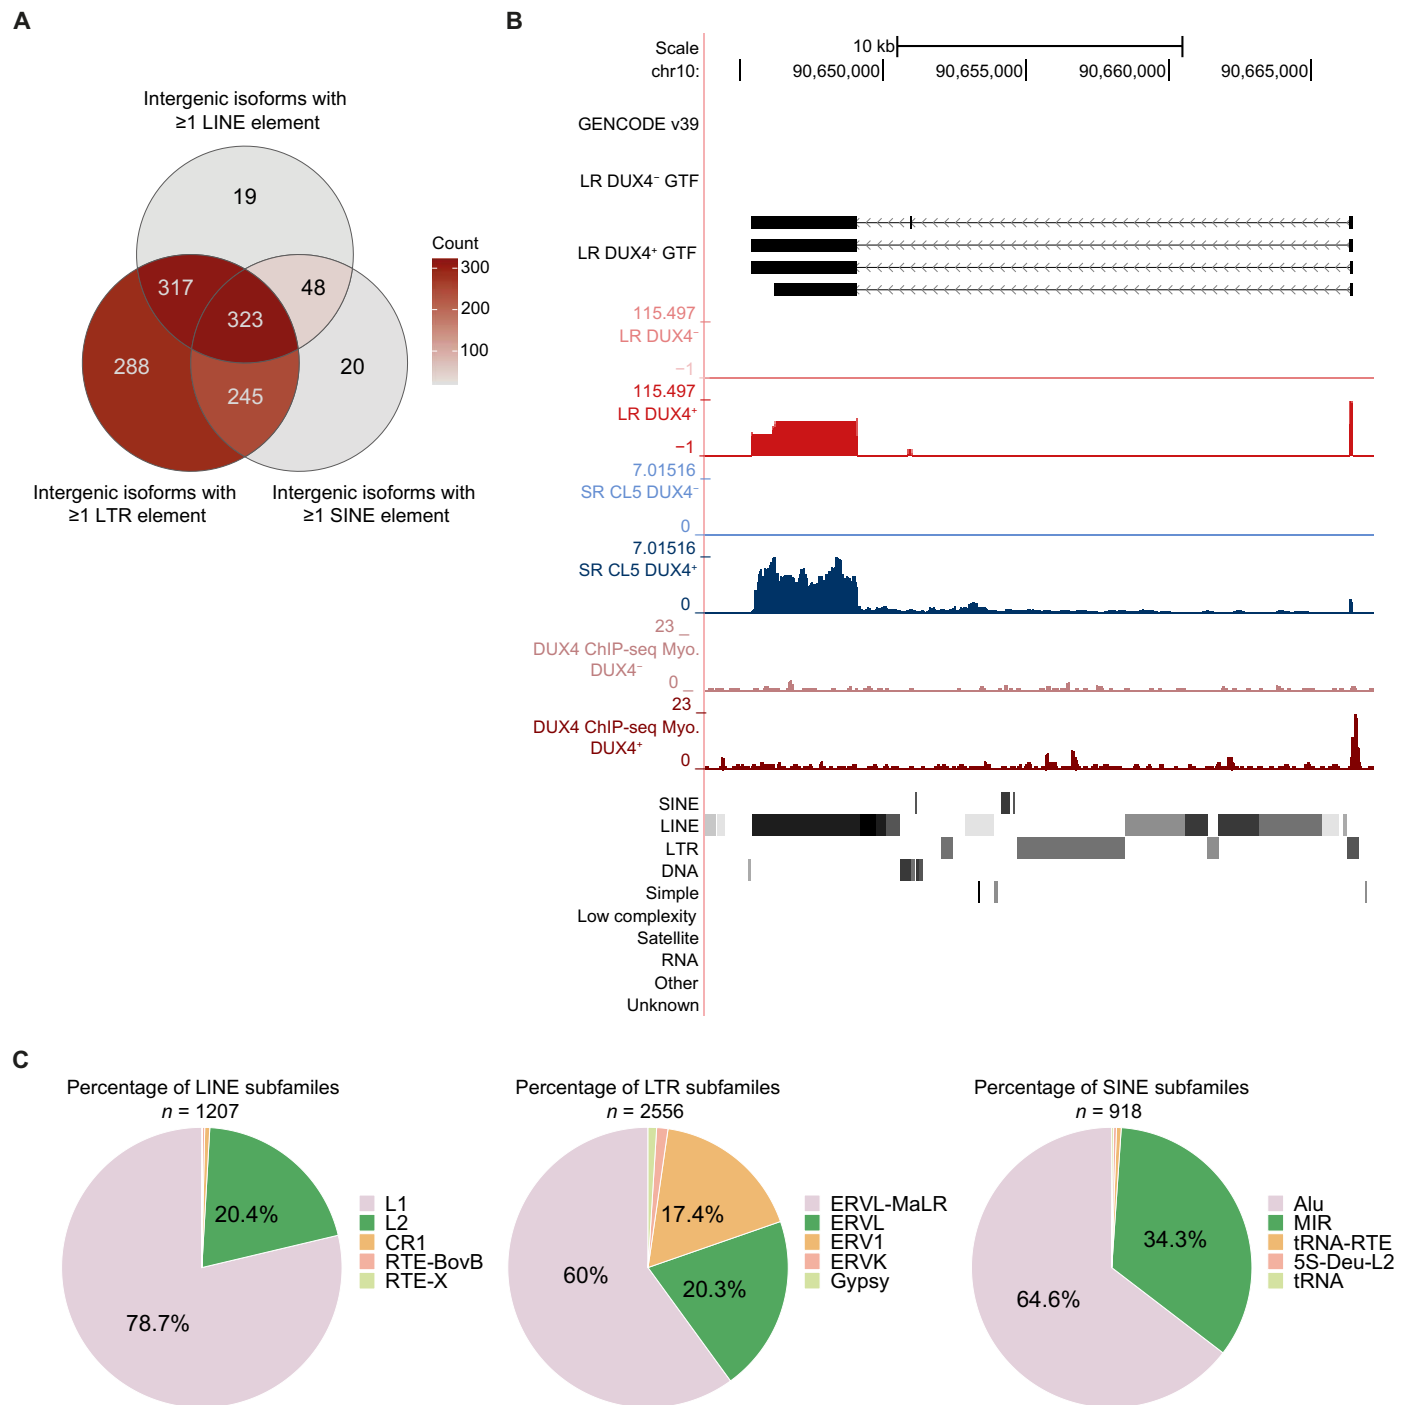 A
Intergenic isoforms with
≥1 LINE element
19
317
48
323
288
20
245
Count
300
200
100
Intergenic isoforms with
≥1 LTR element
Intergenic isoforms with
≥1 SINE element
B
Scale
10 kb
chr10:
90,650,000
90,655,000
90,660,000
90,665,000
GENCODE v39
LR DUX4⁻ GTF
LR DUX4⁺ GTF
115.497
LR DUX4⁻
−1
115.497
LR DUX4⁺
−1
7.01516
SR CL5 DUX4⁻
0
7.01516
SR CL5 DUX4⁺
0
23
DUX4 ChIP-seq Myo.
DUX4⁻
0
23
DUX4 ChIP-seq Myo.
DUX4⁺
0
SINE
LINE
LTR
DNA
Simple
Low complexity
Satellite
RNA
Other
Unknown
C
Percentage of LINE subfamiles
n = 1207
20.4%
78.7%
L1
L2
CR1
RTE-BovB
RTE-X
Percentage of LTR subfamiles
n = 2556
17.4%
60%
20.3%
ERVL-MaLR
ERVL
ERV1
ERVK
Gypsy
Percentage of SINE subfamiles
n = 918
34.3%
64.6%
Alu
MIR
tRNA-RTE
5S-Deu-L2
tRNA